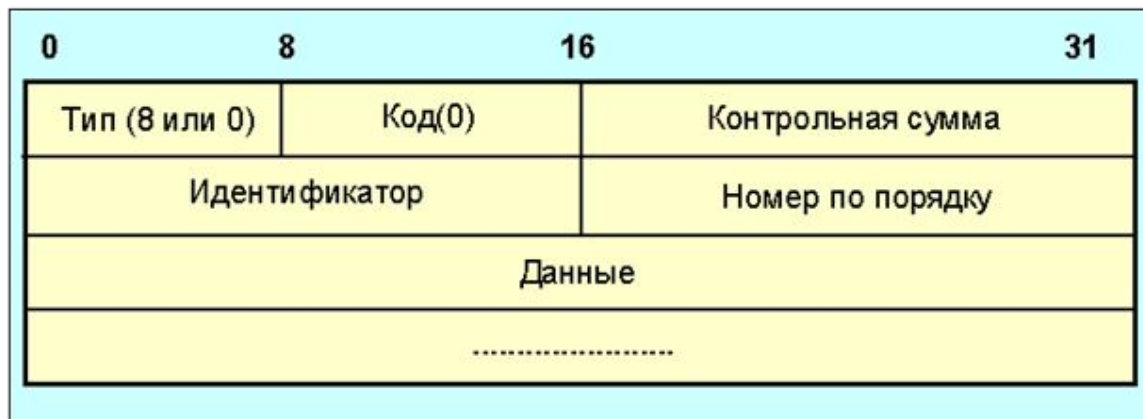 0 8 16 31
Тип (8 или 0) Код(0) Контрольная сумма
Идентификатор Номер по порядку
Данные
.......................